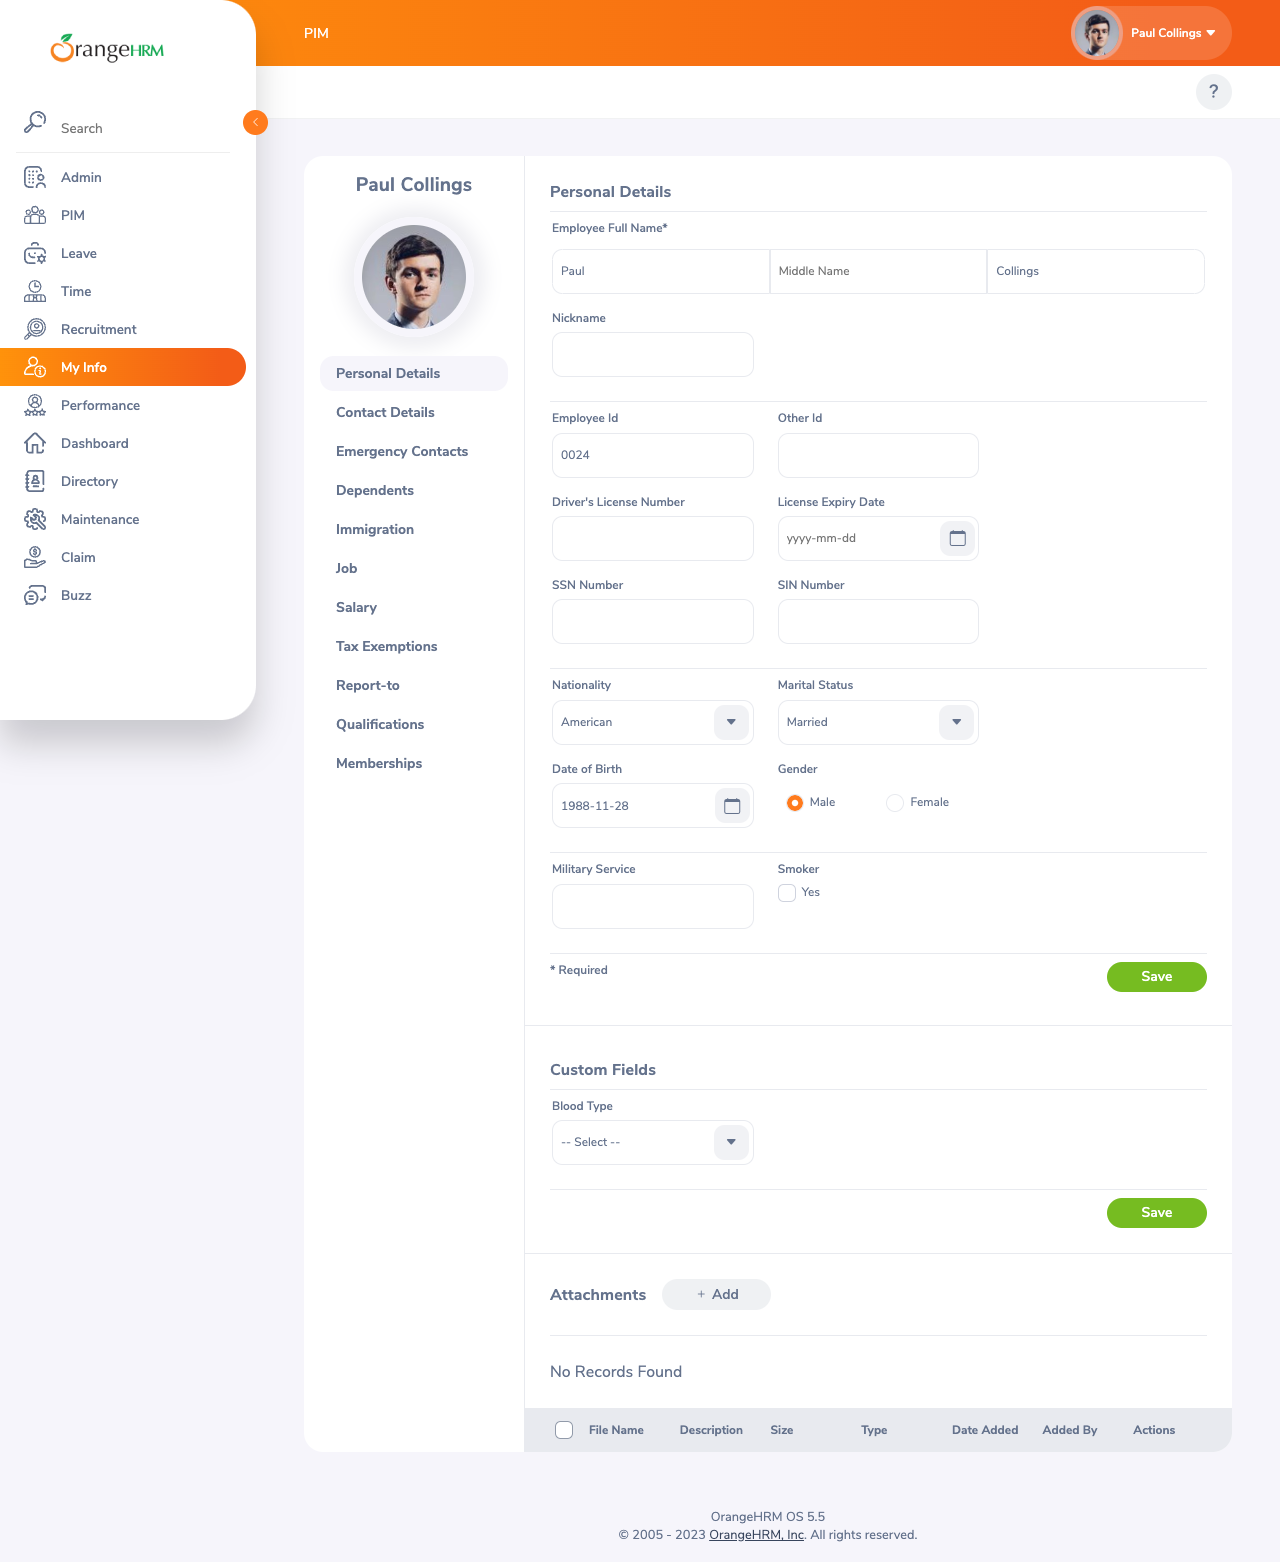 OrangeHRM
Search
Admin
PIM
Leave
Time
Recruitment
My Info
Performance
Dashboard
Directory
Maintenance
Claim
Buzz
PIM
Paul Collings
?
Paul Collings
Personal Details
Contact Details
Emergency Contacts
Dependents
Immigration
Job
Salary
Tax Exemptions
Report-to
Qualifications
Memberships
Personal Details
Employee Full Name*
Paul Middle Name Collings
Nickname
Employee Id Other Id
0024
Driver's License Number License Expiry Date
yyyy-mm-dd
SSN Number SIN Number
Nationality Marital Status
American Married
Date of Birth Gender
1988-11-28 Male Female
Military Service Smoker
Yes
* Required Save
Custom Fields
Blood Type
-- Select --
Save
Attachments + Add
No Records Found
File Name Description Size Type Date Added Added By Actions
OrangeHRM OS 5.5
© 2005 - 2023 OrangeHRM, Inc. All rights reserved.